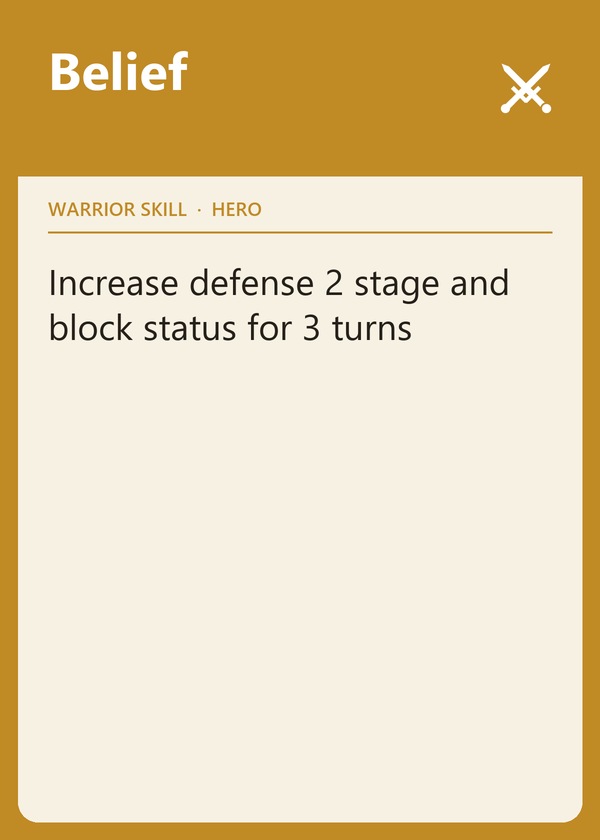 Belief
WARRIOR SKILL · HERO
Increase defense 2 stage and
block status for 3 turns